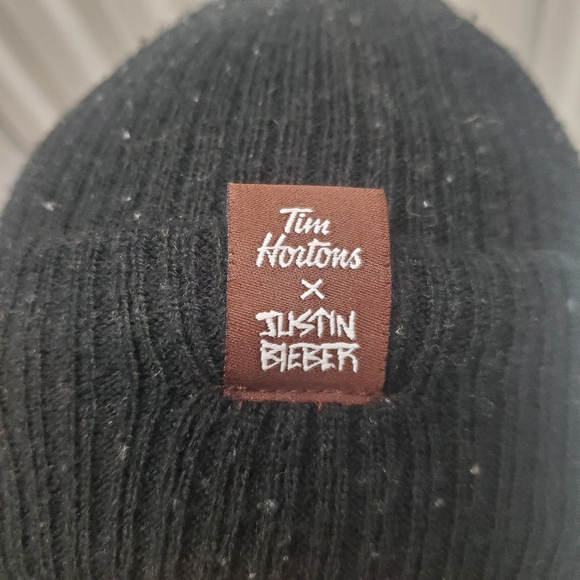 Tim
Hortons
X
JUSTIN
BIEBER